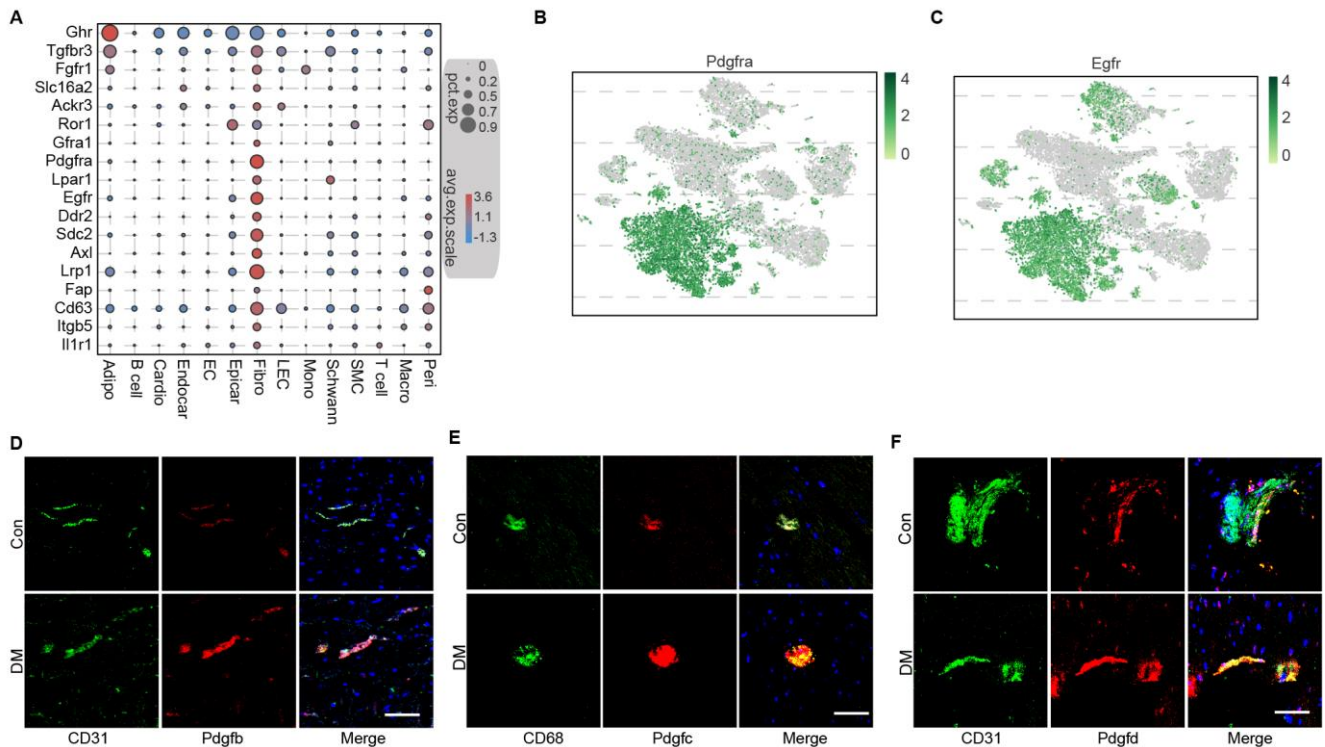 A
Ghr
Tgfbr3
Fgfr1
Slc16a2
Ackr3
Ror1
Gfra1
Pdgfra
Lpar1
Egfr
Ddr2
Sdc2
Axl
Lrp1
Fap
Cd63
Itgb5
Il1r1
Adipo
B cell
Cardio
Endocar
EC
Epicar
Fibro
LEC
Mono
Schwann
SMC
T cell
Macro
Peri
pct.exp
0
0.2
0.5
0.7
0.9
avg.exp.scale
3.6
1.1
-1.3
B
Pdgfra
4
2
0
C
Egfr
4
2
0
D
Con
DM
CD31 Pdgfb Merge
E
Con
DM
CD68 Pdgfc Merge
F
Con
DM
CD31 Pdgfd Merge